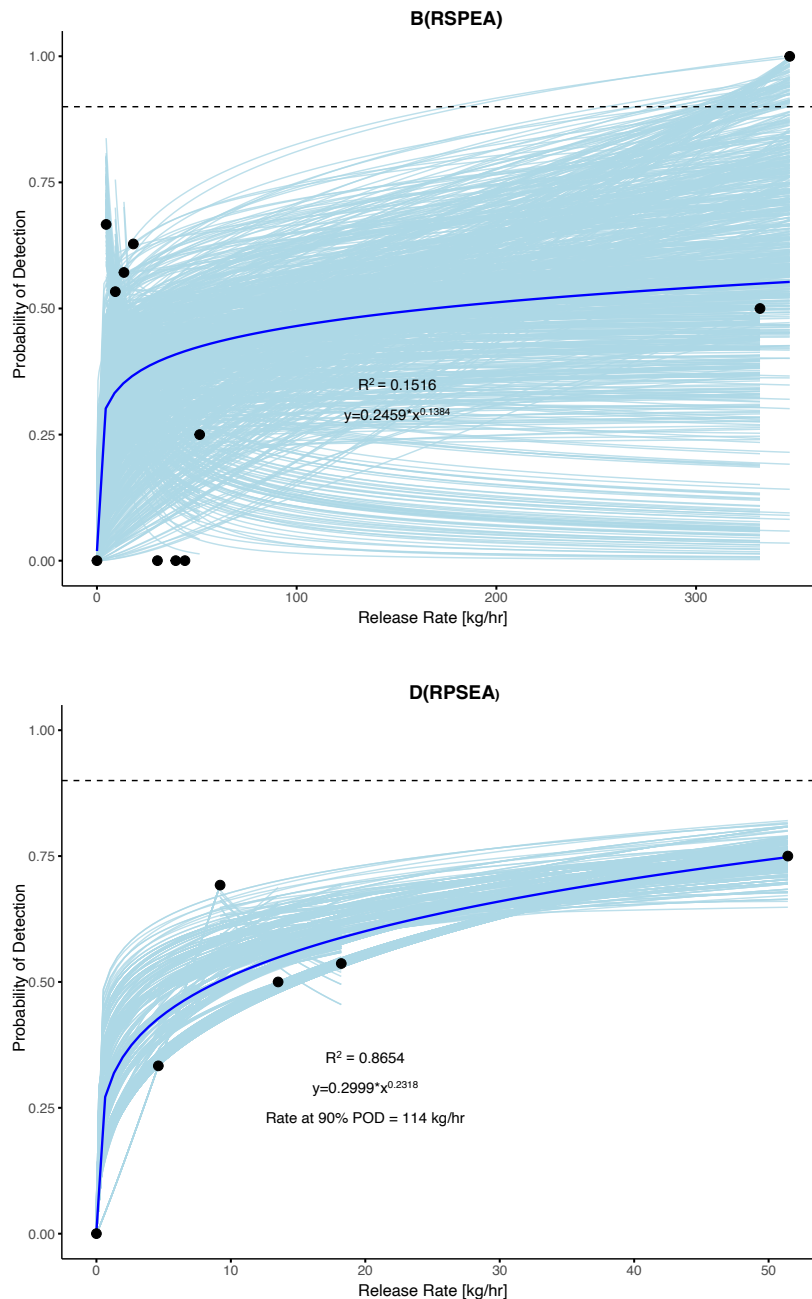 B(RSPEA)
1.00
0.75
0.50
0.25
0.00
Probability of Detection
R² = 0.1516
y=0.2459*x^0.1384
0
100
200
300
Release Rate [kg/hr]
D(RPSEA)
1.00
0.75
0.50
0.25
0.00
Probability of Detection
R² = 0.8654
y=0.2999*x^0.2318
Rate at 90% POD = 114 kg/hr
0
10
20
30
40
50
Release Rate [kg/hr]